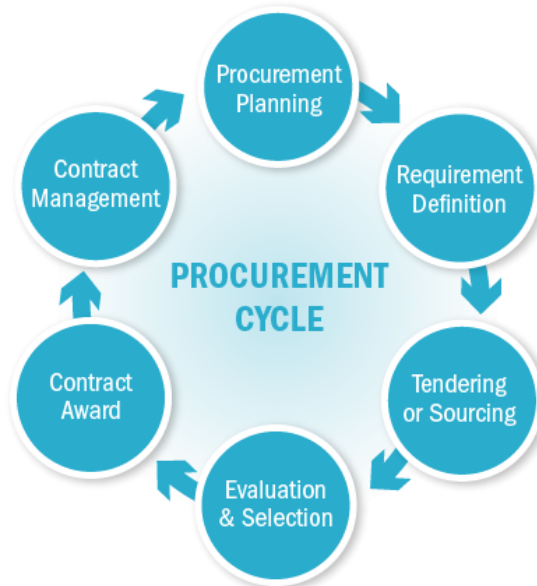 Procurement
Planning
Requirement
Definition
Tendering
or Sourcing
Evaluation
& Selection
Contract
Award
Contract
Management
PROCUREMENT
CYCLE